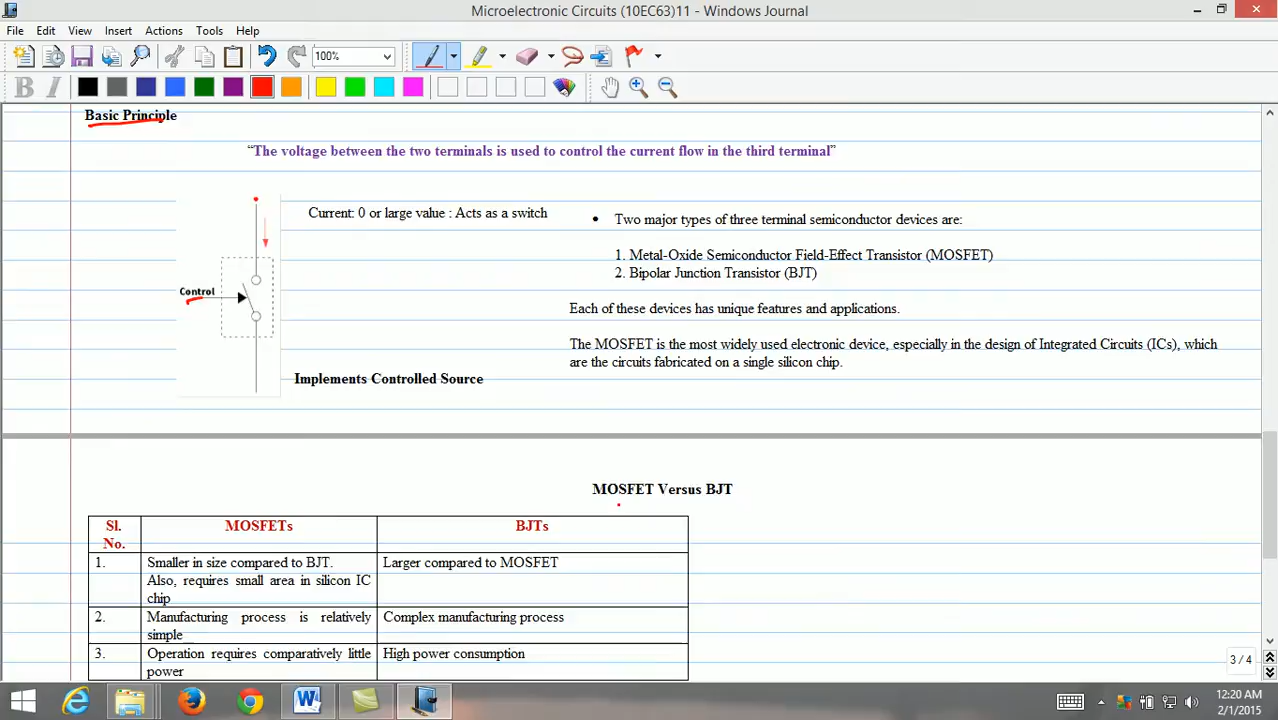 Microelectronic Circuits (10EC63)11 - Windows Journal
File Edit View Insert Actions Tools Help
100%
B I
Basic Principle
“The voltage between the two terminals is used to control the current flow in the third terminal”
Current: 0 or large value : Acts as a switch
Control
Implements Controlled Source
• Two major types of three terminal semiconductor devices are:
1. Metal-Oxide Semiconductor Field-Effect Transistor (MOSFET)
2. Bipolar Junction Transistor (BJT)
Each of these devices has unique features and applications.
The MOSFET is the most widely used electronic device, especially in the design of Integrated Circuits (ICs), which
are the circuits fabricated on a single silicon chip.
MOSFET Versus BJT
Sl. No. MOSFETs BJTs
1. Smaller in size compared to BJT. Larger compared to MOSFET
Also, requires small area in silicon IC
chip
2. Manufacturing process is relatively Complex manufacturing process
simple
3. Operation requires comparatively little High power consumption
power
3 / 4
12:20 AM
2/1/2015